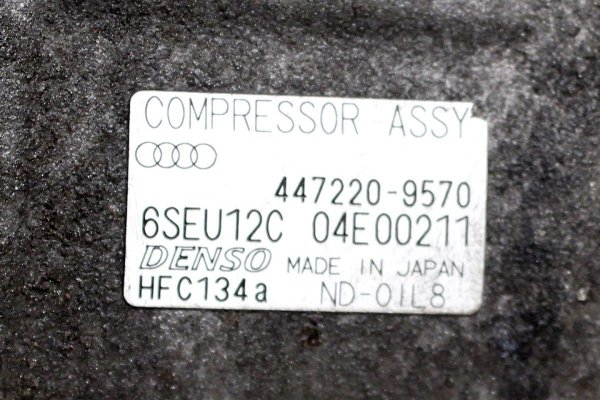 COMPRESSOR ASSY
447220-9570
6SEU12C 04E00211
DENSO MADE IN JAPAN
HFC134a ND-OIL8